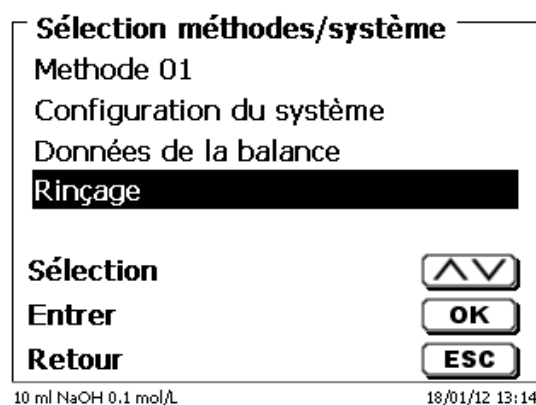 Sélection méthodes/système
Methode 01
Configuration du système
Données de la balance
Rinçage
Sélection
Entrer OK
Retour ESC
10 ml NaOH 0.1 mol/L 18/01/12 13:14